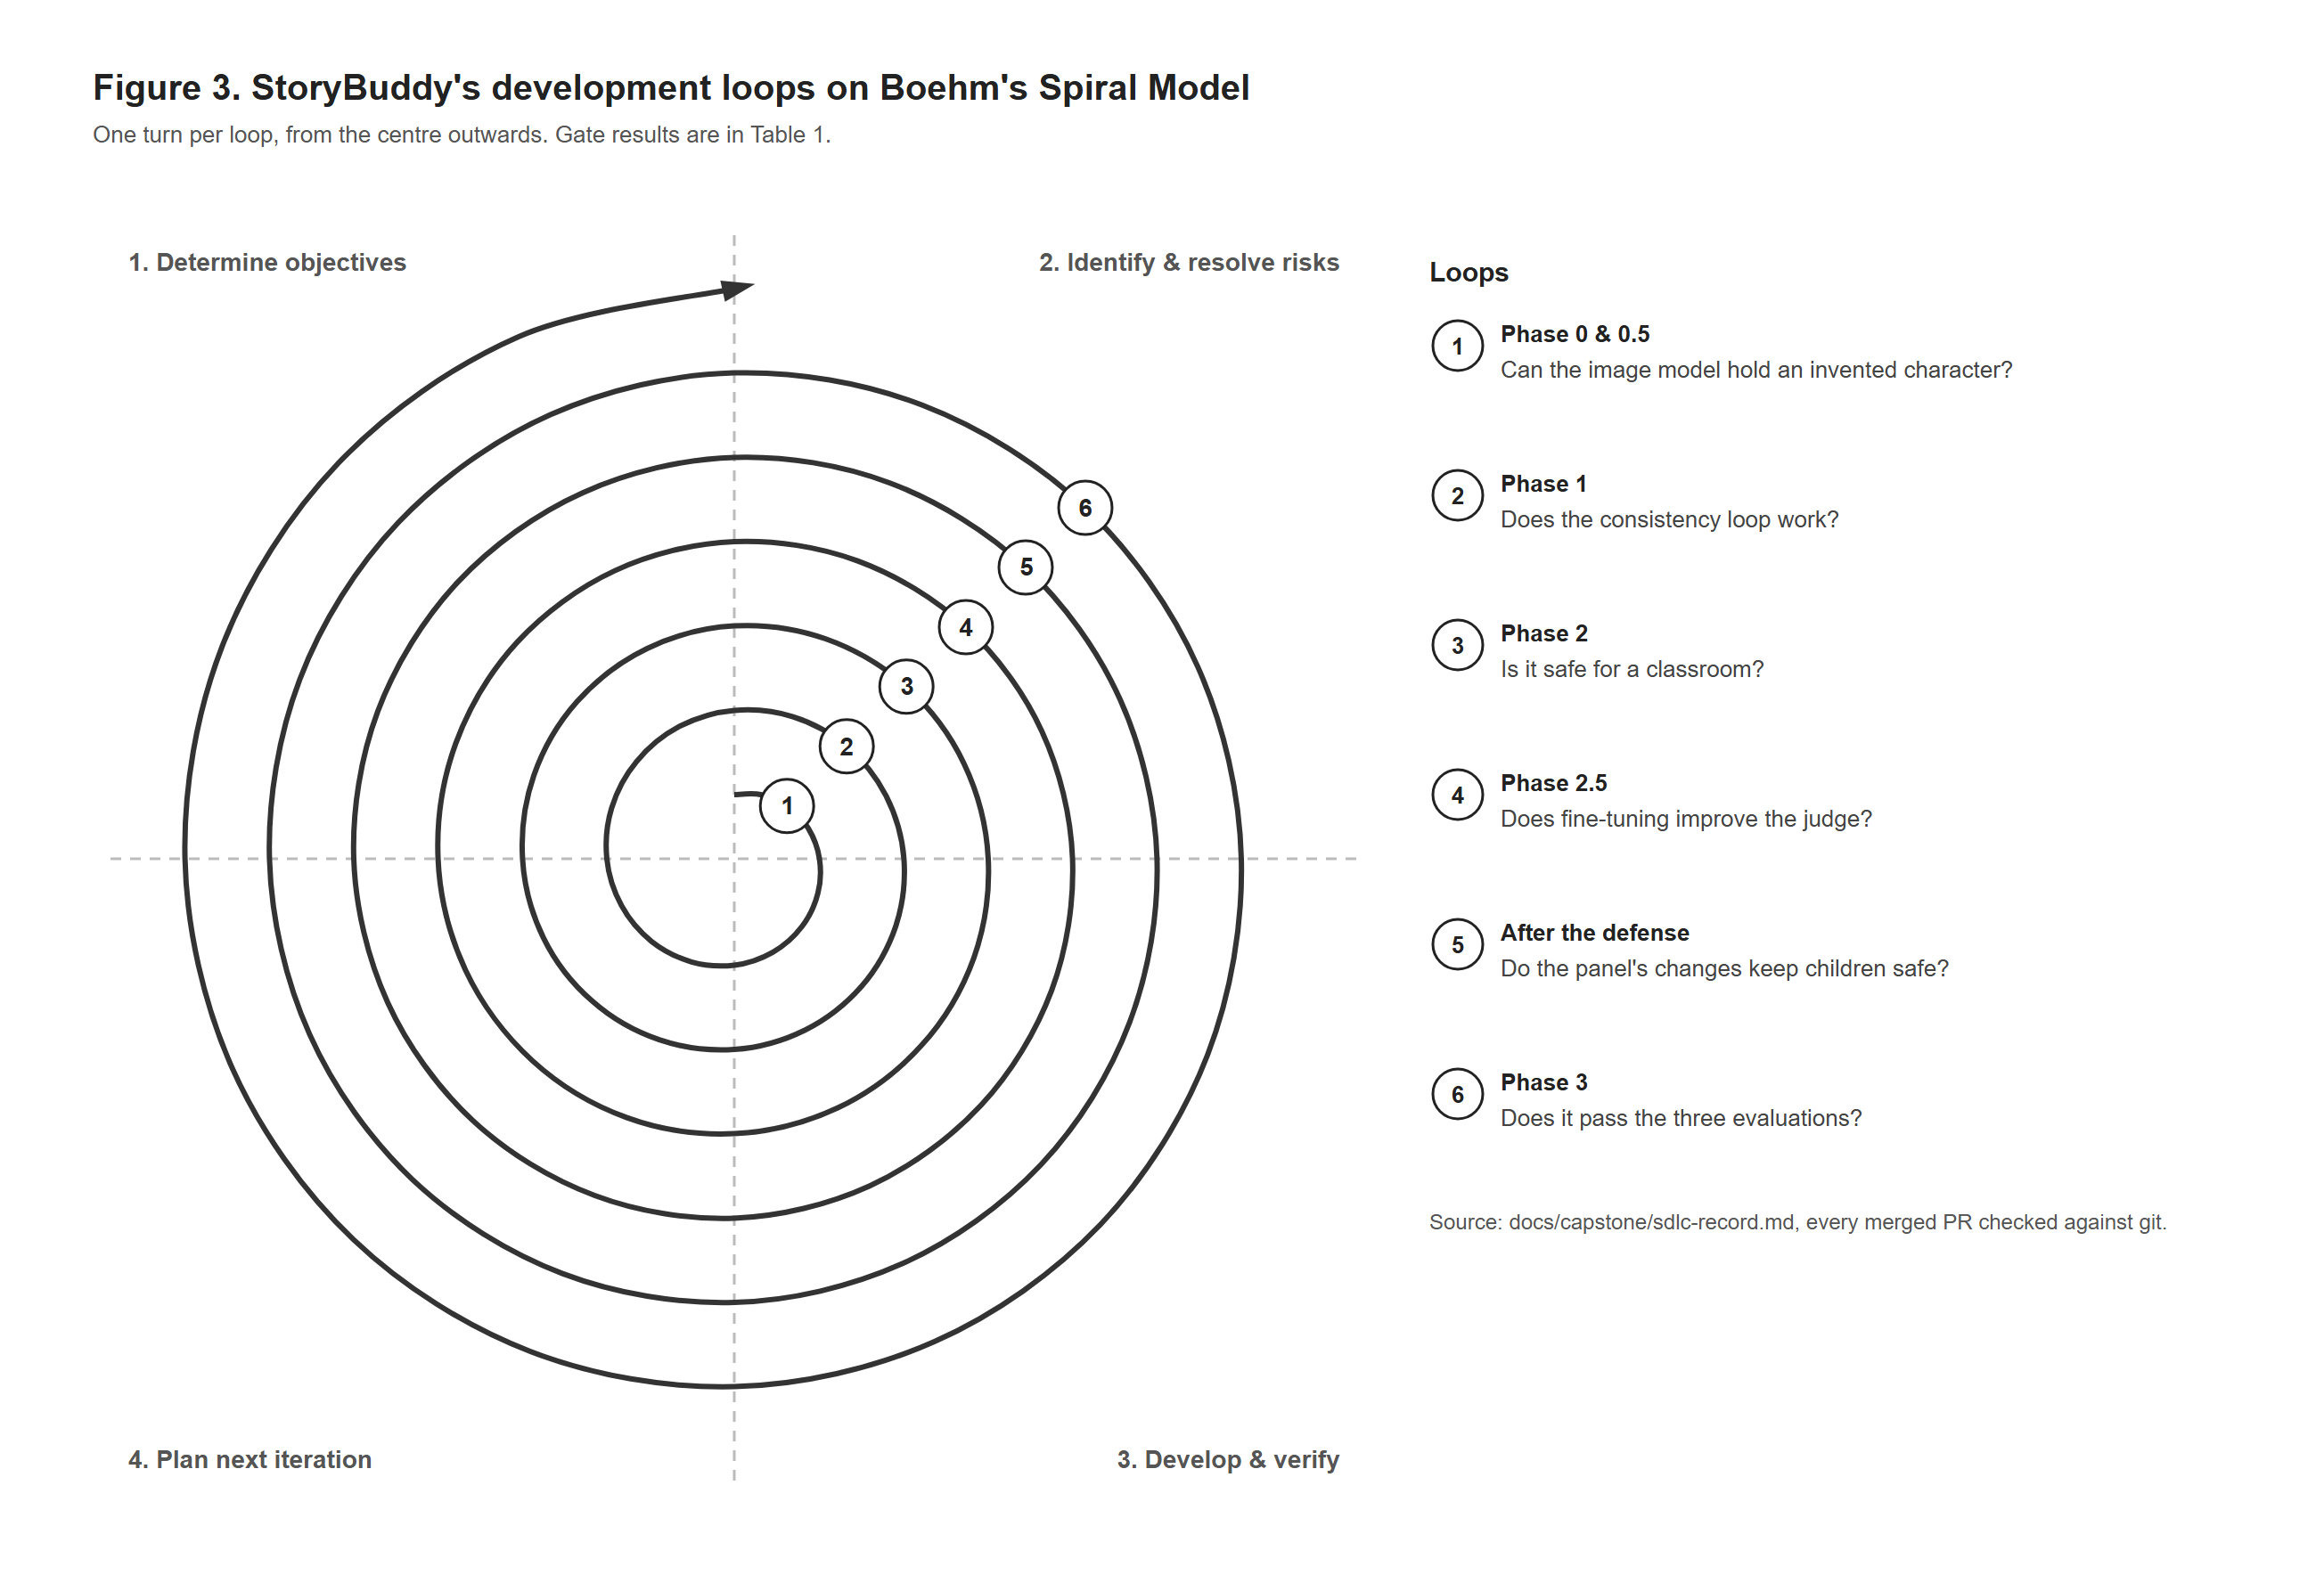 Figure 3. StoryBuddy's development loops on Boehm's Spiral Model
One turn per loop, from the centre outwards. Gate results are in Table 1.
1. Determine objectives
2. Identify & resolve risks
6
5
4
3
2
1
4. Plan next iteration
3. Develop & verify
Loops
1
Phase 0 & 0.5
Can the image model hold an invented character?
2
Phase 1
Does the consistency loop work?
3
Phase 2
Is it safe for a classroom?
4
Phase 2.5
Does fine-tuning improve the judge?
5
After the defense
Do the panel's changes keep children safe?
6
Phase 3
Does it pass the three evaluations?
Source: docs/capstone/sdlc-record.md, every merged PR checked against git.